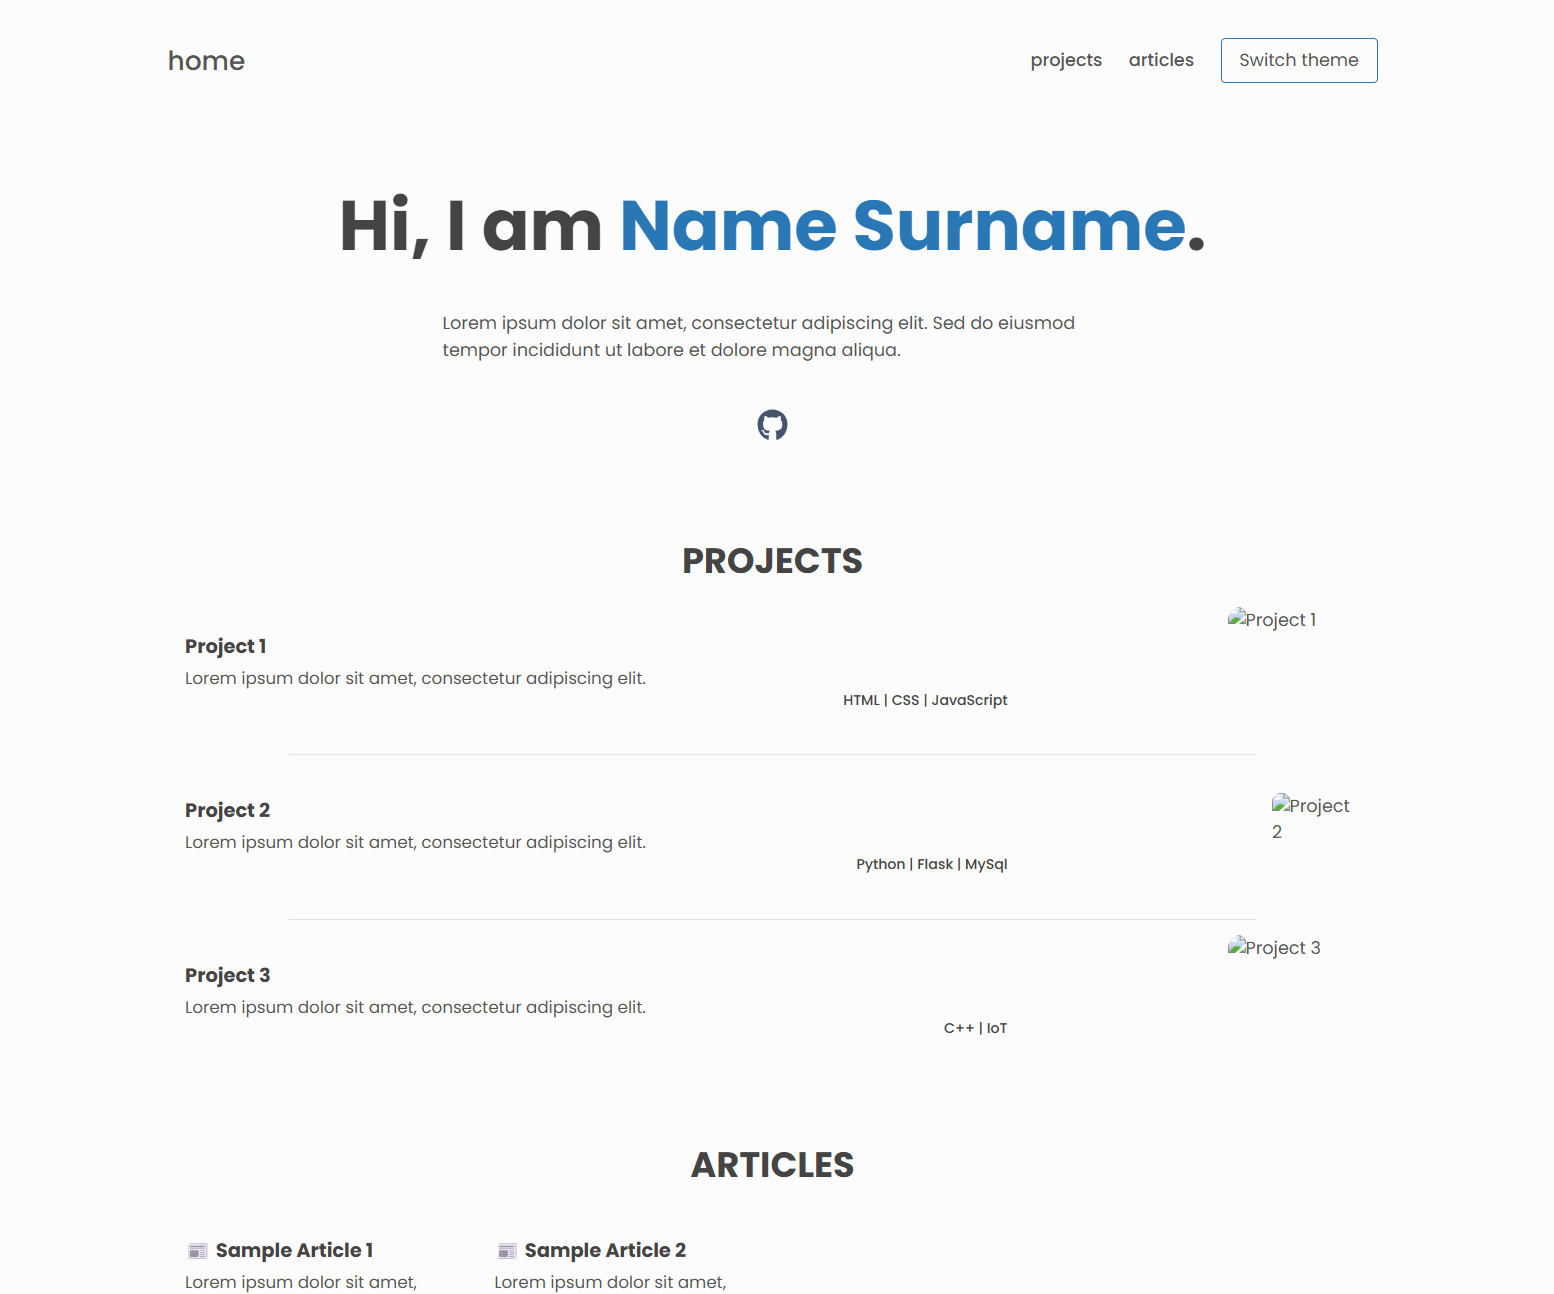 home
projects
articles
Switch theme
Hi, I am Name Surname.
Lorem ipsum dolor sit amet, consectetur adipiscing elit. Sed do eiusmod
tempor incididunt ut labore et dolore magna aliqua.
PROJECTS
Project 1
Project 1
Lorem ipsum dolor sit amet, consectetur adipiscing elit.
HTML | CSS | JavaScript
Project 2
Project
2
Lorem ipsum dolor sit amet, consectetur adipiscing elit.
Python | Flask | MySql
Project 3
Project 3
Lorem ipsum dolor sit amet, consectetur adipiscing elit.
C++ | IoT
ARTICLES
Sample Article 1
Lorem ipsum dolor sit amet,
Sample Article 2
Lorem ipsum dolor sit amet,